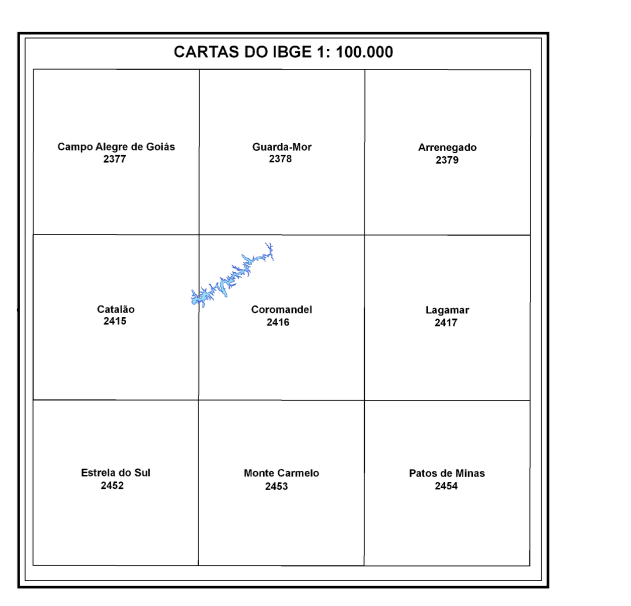 CARTAS DO IBGE 1: 100.000
Campo Alegre de Goiás
2377
Guarda-Mor
2378
Arrenegado
2379
Catalão
2415
Coromandel
2416
Lagamar
2417
Estrela do Sul
2452
Monte Carmelo
2453
Patos de Minas
2454